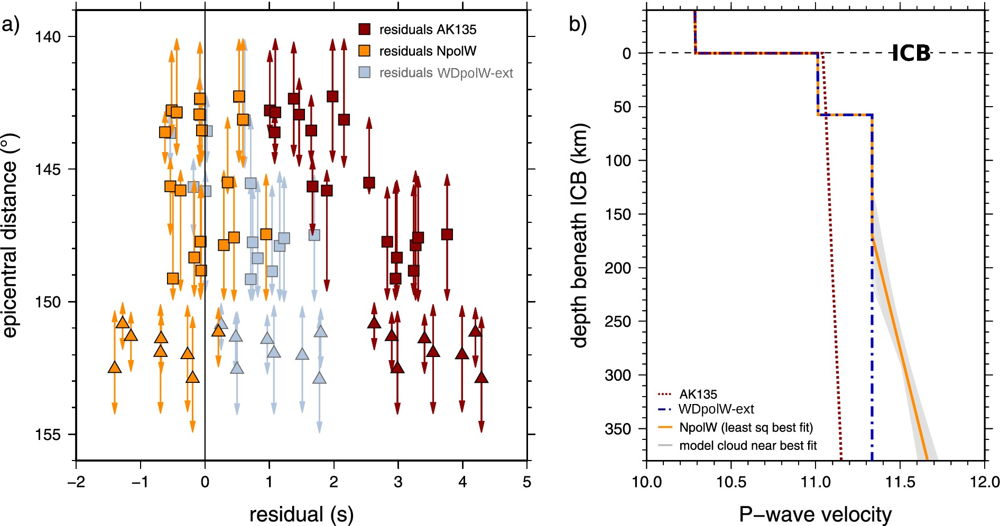 a)
residuals AK135
residuals NpolW
residuals WDpolW-ext
140
145
150
155
epicentral distance (°)
−2 −1 0 1 2 3 4 5
residual (s)
b)
ICB
0
50
100
150
200
250
300
350
depth beneath ICB (km)
AK135
WDpolW-ext
NpolW (least sq best fit)
model cloud near best fit
10.0 10.5 11.0 11.5 12.0
P−wave velocity